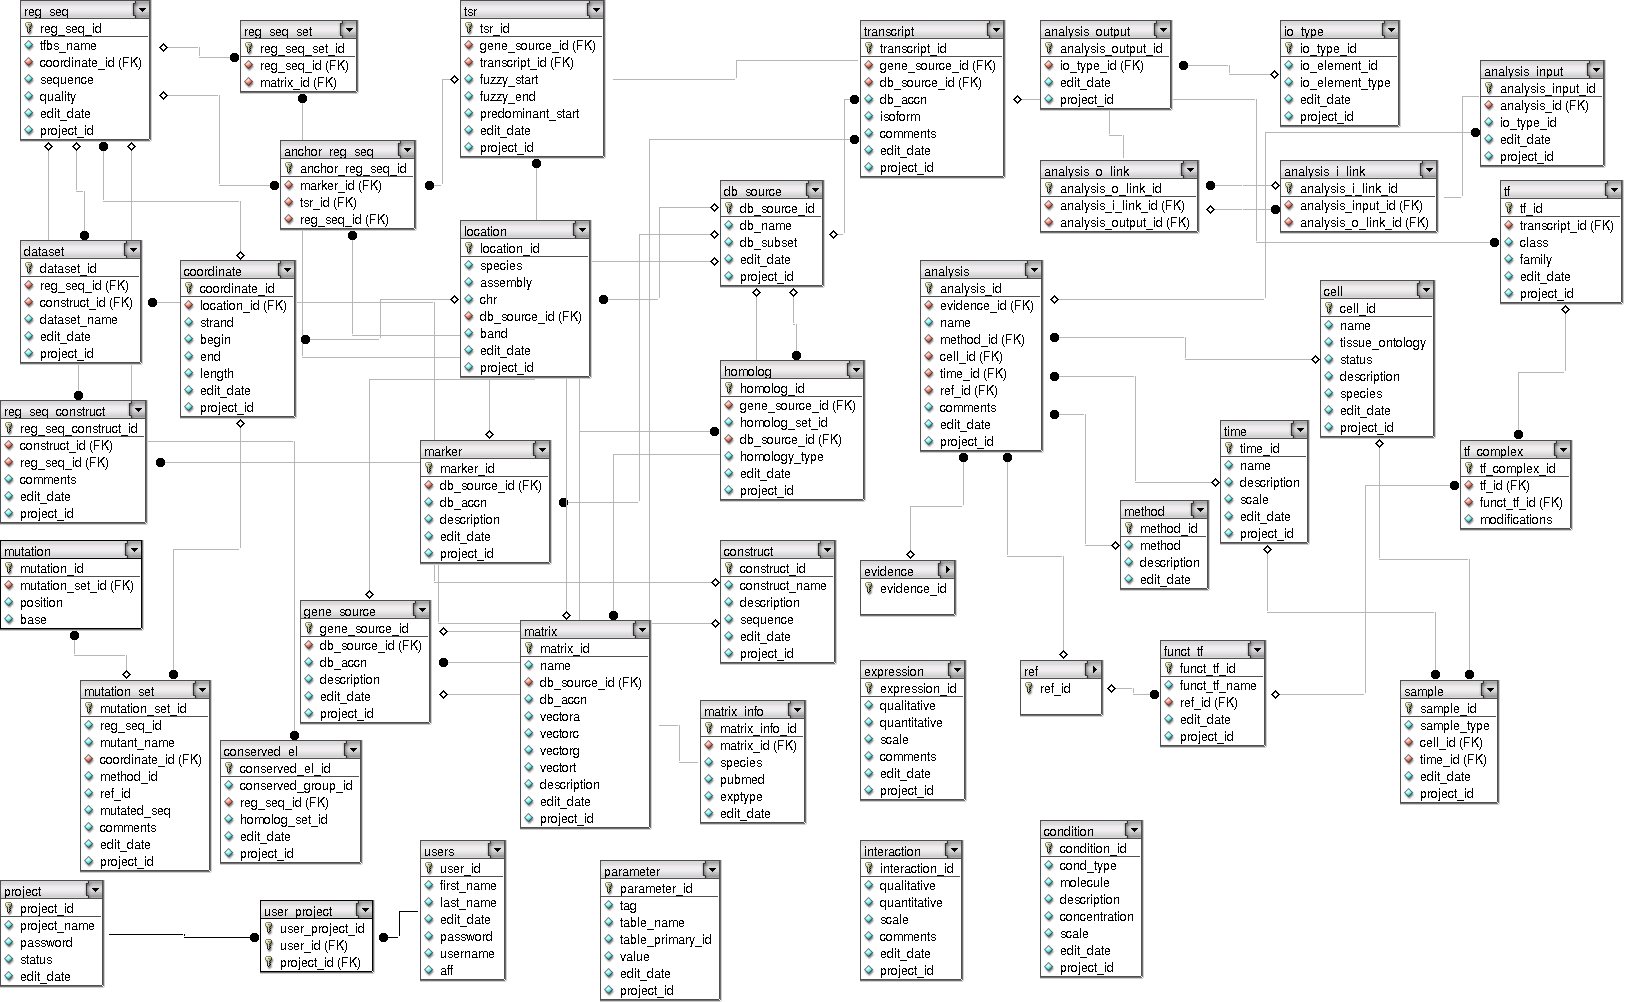 reg_seq
reg_seq_id
tfbs_name
coordinate_id (FK)
sequence
quality
edit_date
project_id
reg_seq_set
reg_seq_set_id
reg_seq_id (FK)
matrix_id (FK)
tsr
tsr_id
gene_source_id (FK)
transcript_id (FK)
fuzzy_start
fuzzy_end
predominant_start
edit_date
project_id
transcript
transcript_id
gene_source_id (FK)
db_source_id (FK)
db_accn
isoform
comments
edit_date
project_id
analysis_output
analysis_output_id
io_type_id (FK)
edit_date
project_id
io_type
io_type_id
io_element_id
io_element_type
edit_date
project_id
analysis_input
analysis_input_id
analysis_id (FK)
io_type_id
edit_date
project_id
anchor_reg_seq
anchor_reg_seq_id
marker_id (FK)
tsr_id (FK)
reg_seq_id (FK)
db_source
db_source_id
db_name
db_subset
edit_date
project_id
analysis_o_link
analysis_o_link_id
analysis_i_link_id (FK)
analysis_output_id (FK)
analysis_i_link
analysis_i_link_id
analysis_input_id (FK)
analysis_o_link_id (FK)
tf
tf_id
transcript_id (FK)
class
family
edit_date
project_id
dataset
dataset_id
reg_seq_id (FK)
construct_id (FK)
dataset_name
edit_date
project_id
coordinate
coordinate_id
location_id (FK)
strand
begin
end
length
edit_date
project_id
location
location_id
species
assembly
chr
db_source_id (FK)
band
edit_date
project_id
analysis
analysis_id
evidence_id (FK)
name
method_id (FK)
cell_id (FK)
time_id (FK)
ref_id (FK)
comments
edit_date
project_id
cell
cell_id
name
tissue_ontology
status
description
species
edit_date
project_id
homolog
homolog_id
gene_source_id (FK)
homolog_set_id
db_source_id (FK)
homology_type
edit_date
project_id
reg_seq_construct
reg_seq_construct_id
construct_id (FK)
reg_seq_id (FK)
comments
edit_date
project_id
marker
marker_id
db_source_id (FK)
db_accn
description
edit_date
project_id
time
time_id
name
description
scale
edit_date
project_id
tf_complex
tf_complex_id
tf_id (FK)
funct_tf_id (FK)
modifications
method
method_id
method
description
edit_date
mutation
mutation_id
mutation_set_id (FK)
position
base
construct
construct_id
construct_name
description
sequence
edit_date
project_id
evidence
evidence_id
gene_source
gene_source_id
db_source_id (FK)
db_accn
description
edit_date
project_id
matrix
matrix_id
name
db_source_id (FK)
db_accn
vectora
vectorc
vectorg
vectort
description
edit_date
project_id
expression
expression_id
qualitative
quantitative
scale
comments
edit_date
project_id
ref
ref_id
funct_tf
funct_tf_id
funct_tf_name
ref_id (FK)
edit_date
project_id
sample
sample_id
sample_type
cell_id (FK)
time_id (FK)
edit_date
project_id
mutation_set
mutation_set_id
reg_seq_id
mutant_name
coordinate_id (FK)
method_id
ref_id
mutated_seq
comments
edit_date
project_id
conserved_el
conserved_el_id
conserved_group_id
reg_seq_id (FK)
homolog_set_id
edit_date
project_id
matrix_info
matrix_info_id
matrix_id (FK)
species
pubmed
exptype
edit_date
project
project_id
project_name
password
status
edit_date
user_project
user_project_id
user_id (FK)
project_id (FK)
users
user_id
first_name
last_name
edit_date
password
username
aff
parameter
parameter_id
tag
table_name
table_primary_id
value
edit_date
project_id
interaction
interaction_id
qualitative
quantitative
scale
comments
edit_date
project_id
condition
condition_id
cond_type
molecule
description
concentration
scale
edit_date
project_id